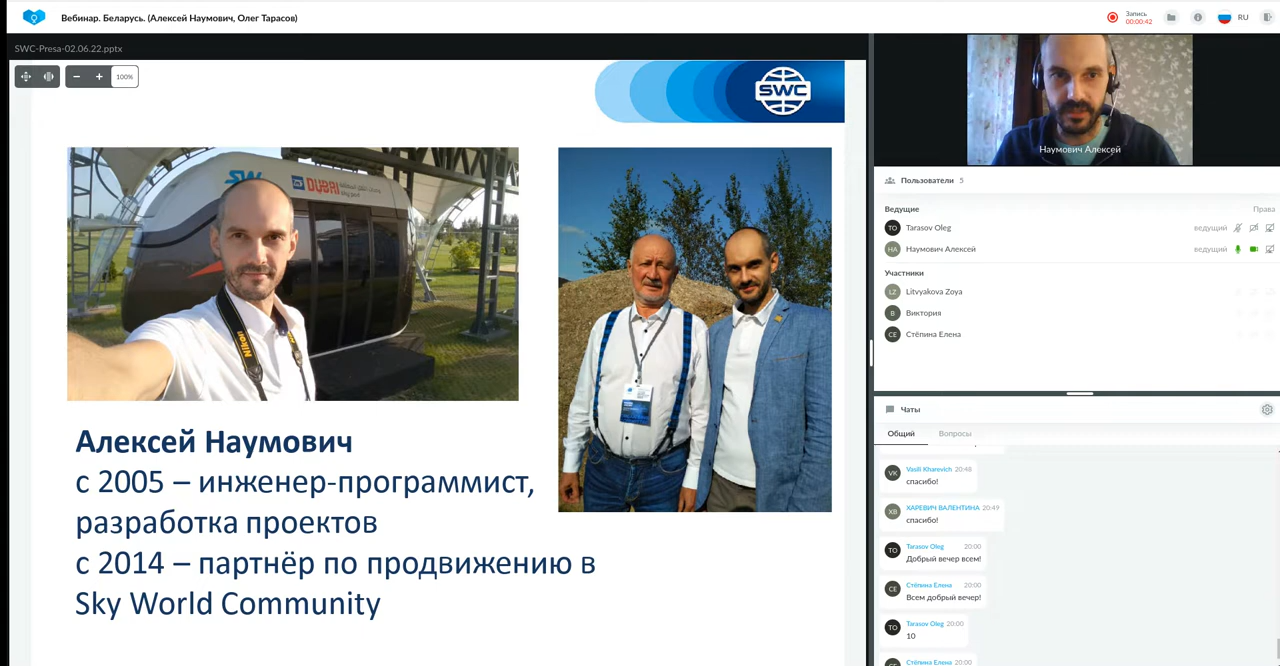 Вебинар. Беларусь. (Алексей Наумович, Олег Тарасов)
Запись
00:00:42
RU
SWC-Presa-02.06.22.pptx
100%
SWC
SW
DUBAI
Nikon
Алексей Наумович
с 2005 – инженер-программист,
разработка проектов
с 2014 – партнёр по продвижению в
Sky World Community
Наумович Алексей
Пользователи 5
Ведущие Права
TO Tarasov Oleg ведущий
НА Наумович Алексей ведущий
Участники
LZ Litvyakova Zoya
В Виктория
СЕ Стёпина Елена
Чаты
Общий Вопросы
VK Vasili Kharevich 20:48
спасибо!
ХВ ХАРЕВИЧ ВАЛЕНТИНА 20:49
спасибо!
TO Tarasov Oleg 20:00
Добрый вечер всем!
СЕ Стёпина Елена 20:00
Всем добрый вечер!
TO Tarasov Oleg 20:00
10
СЕ Стёпина Елена 20:00